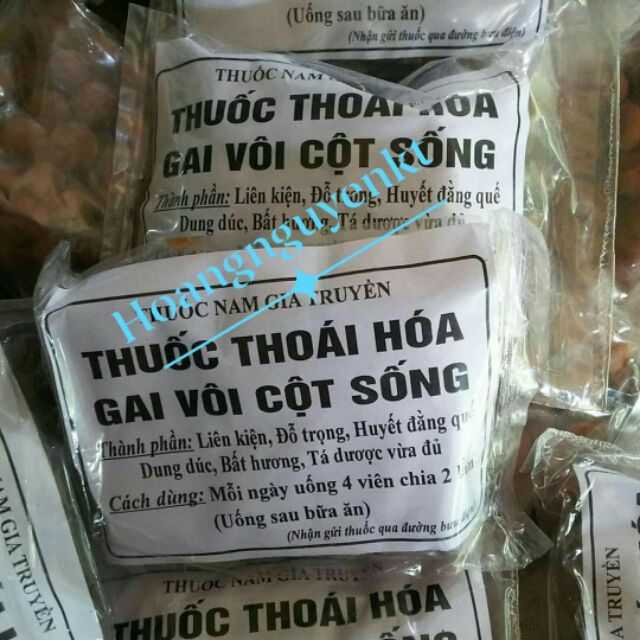 (Uống sau bữa ăn)
(Nhận gửi thuốc qua đường bưu điện)
THUỐC NAM
THUỐC THOÁI HÓA
GAI VÔI CỘT SỐNG
Thành phần: Liên kiện, Đỗ trọng, Huyết đằng quế
Dung dúc, Bất hương, Tá dược vừa đủ
Hoangnguyenkt
THUỐC NAM GIA TRUYỀN
THUỐC THOÁI HÓA
GAI VÔI CỘT SỐNG
Thành phần: Liên kiện, Đỗ trọng, Huyết đằng quế
Dung dúc, Bất hương, Tá dược vừa đủ
Cách dùng: Mỗi ngày uống 4 viên chia 2 lần
(Uống sau bữa ăn)
(Nhận gửi thuốc qua đường bưu điện)
THUỐC NAM GIA TRUYỀN
THUỐC THOÁI HÓA
NAM GIA TRUYỀN
GIA TRUYỀN